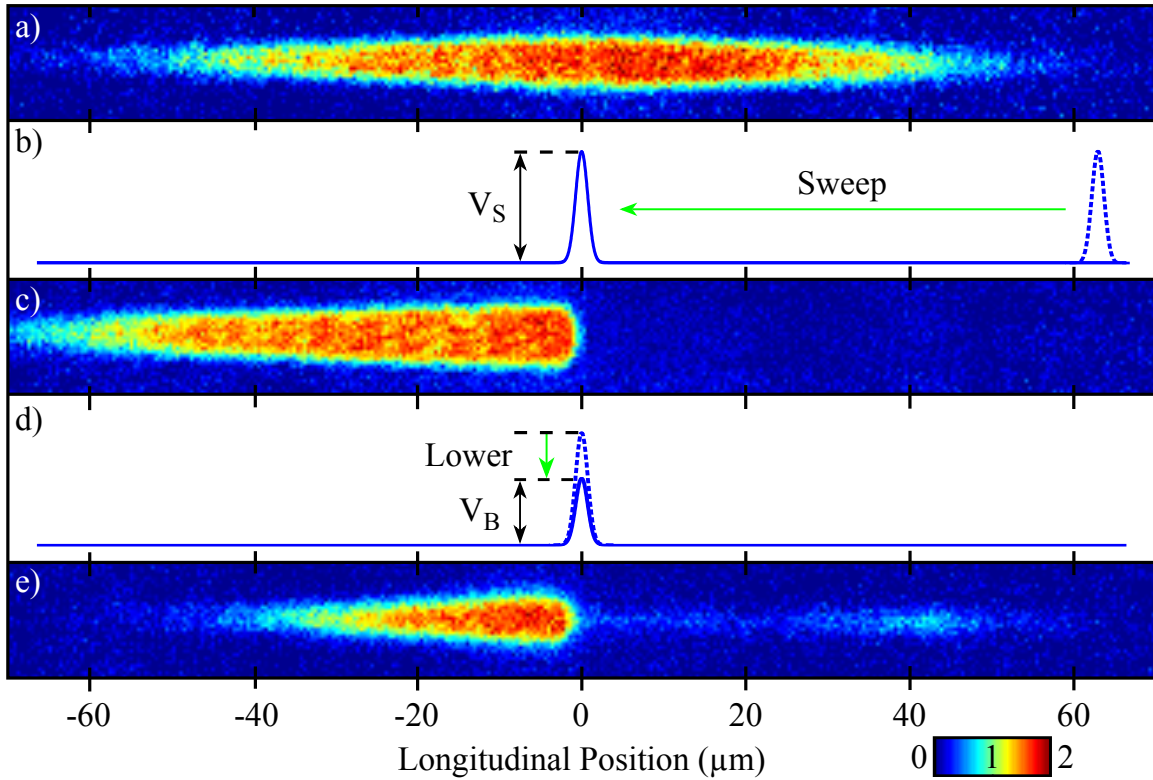 a)
b)
V_S
Sweep
c)
d)
Lower
V_B
e)
-60 -40 -20 0 20 40 60
Longitudinal Position (μm)
0 1 2